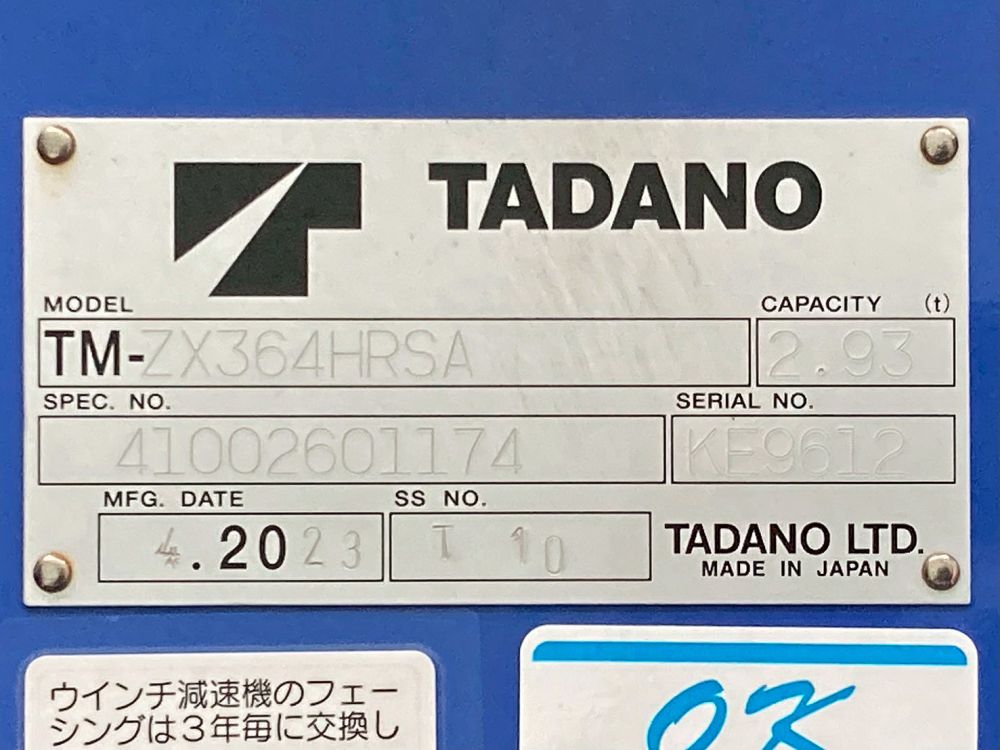 TADANO
MODEL
CAPACITY (t)
TM-ZX364HRSA
2.93
SPEC. NO.
SERIAL NO.
41002601174
KE9612
MFG. DATE
SS NO.
4.2023
T 10
TADANO LTD.
MADE IN JAPAN
ウインチ減速機のフェー
シングは3年毎に交換し
OK